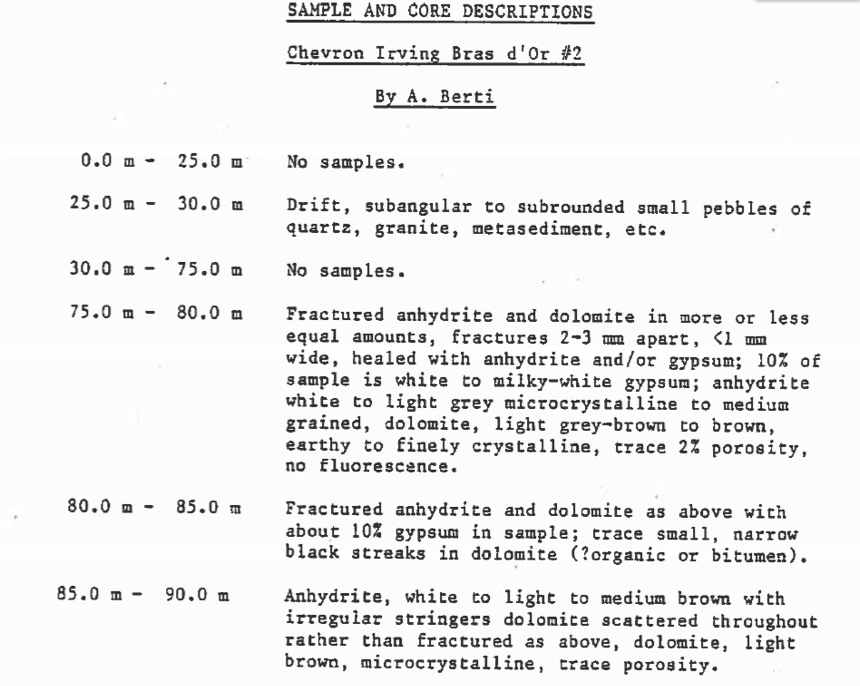 SAMPLE AND CORE DESCRIPTIONS
Chevron Irving Bras d'Or #2
By A. Berti
0.0 m - 25.0 m No samples.
25.0 m - 30.0 m Drift, subangular to subrounded small pebbles of
quartz, granite, metasediment, etc.
30.0 m - 75.0 m No samples.
75.0 m - 80.0 m Fractured anhydrite and dolomite in more or less
equal amounts, fractures 2-3 mm apart, <1 mm
wide, healed with anhydrite and/or gypsum; 10% of
sample is white to milky-white gypsum; anhydrite
white to light grey microcrystalline to medium
grained, dolomite, light grey-brown to brown,
earthy to finely crystalline, trace 2% porosity,
no fluorescence.
80.0 m - 85.0 m Fractured anhydrite and dolomite as above with
about 10% gypsum in sample; trace small, narrow
black streaks in dolomite (?organic or bitumen).
85.0 m - 90.0 m Anhydrite, white to light to medium brown with
irregular stringers dolomite scattered throughout
rather than fractured as above, dolomite, light
brown, microcrystalline, trace porosity.